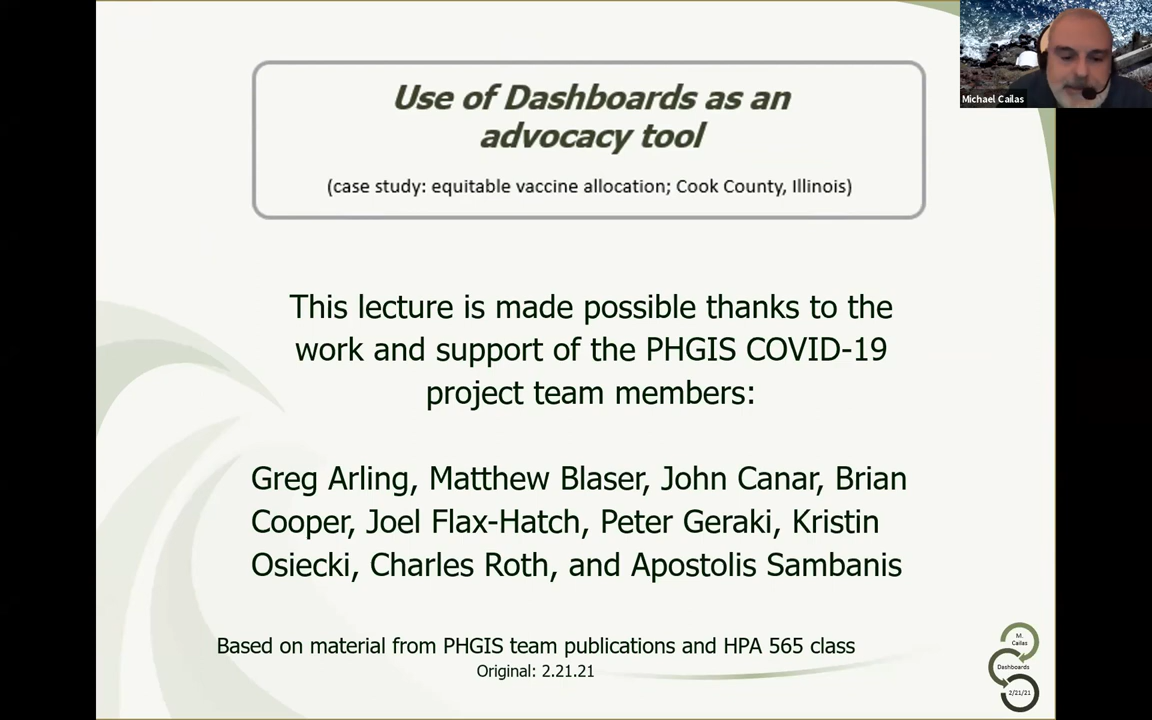 Michael Cailas
Use of Dashboards as an
advocacy tool
(case study: equitable vaccine allocation; Cook County, Illinois)
This lecture is made possible thanks to the
work and support of the PHGIS COVID-19
project team members:
Greg Arling, Matthew Blaser, John Canar, Brian
Cooper, Joel Flax-Hatch, Peter Geraki, Kristin
Osiecki, Charles Roth, and Apostolis Sambanis
Based on material from PHGIS team publications and HPA 565 class
Original: 2.21.21
M.
Cailas
Dashboards
2/21/21